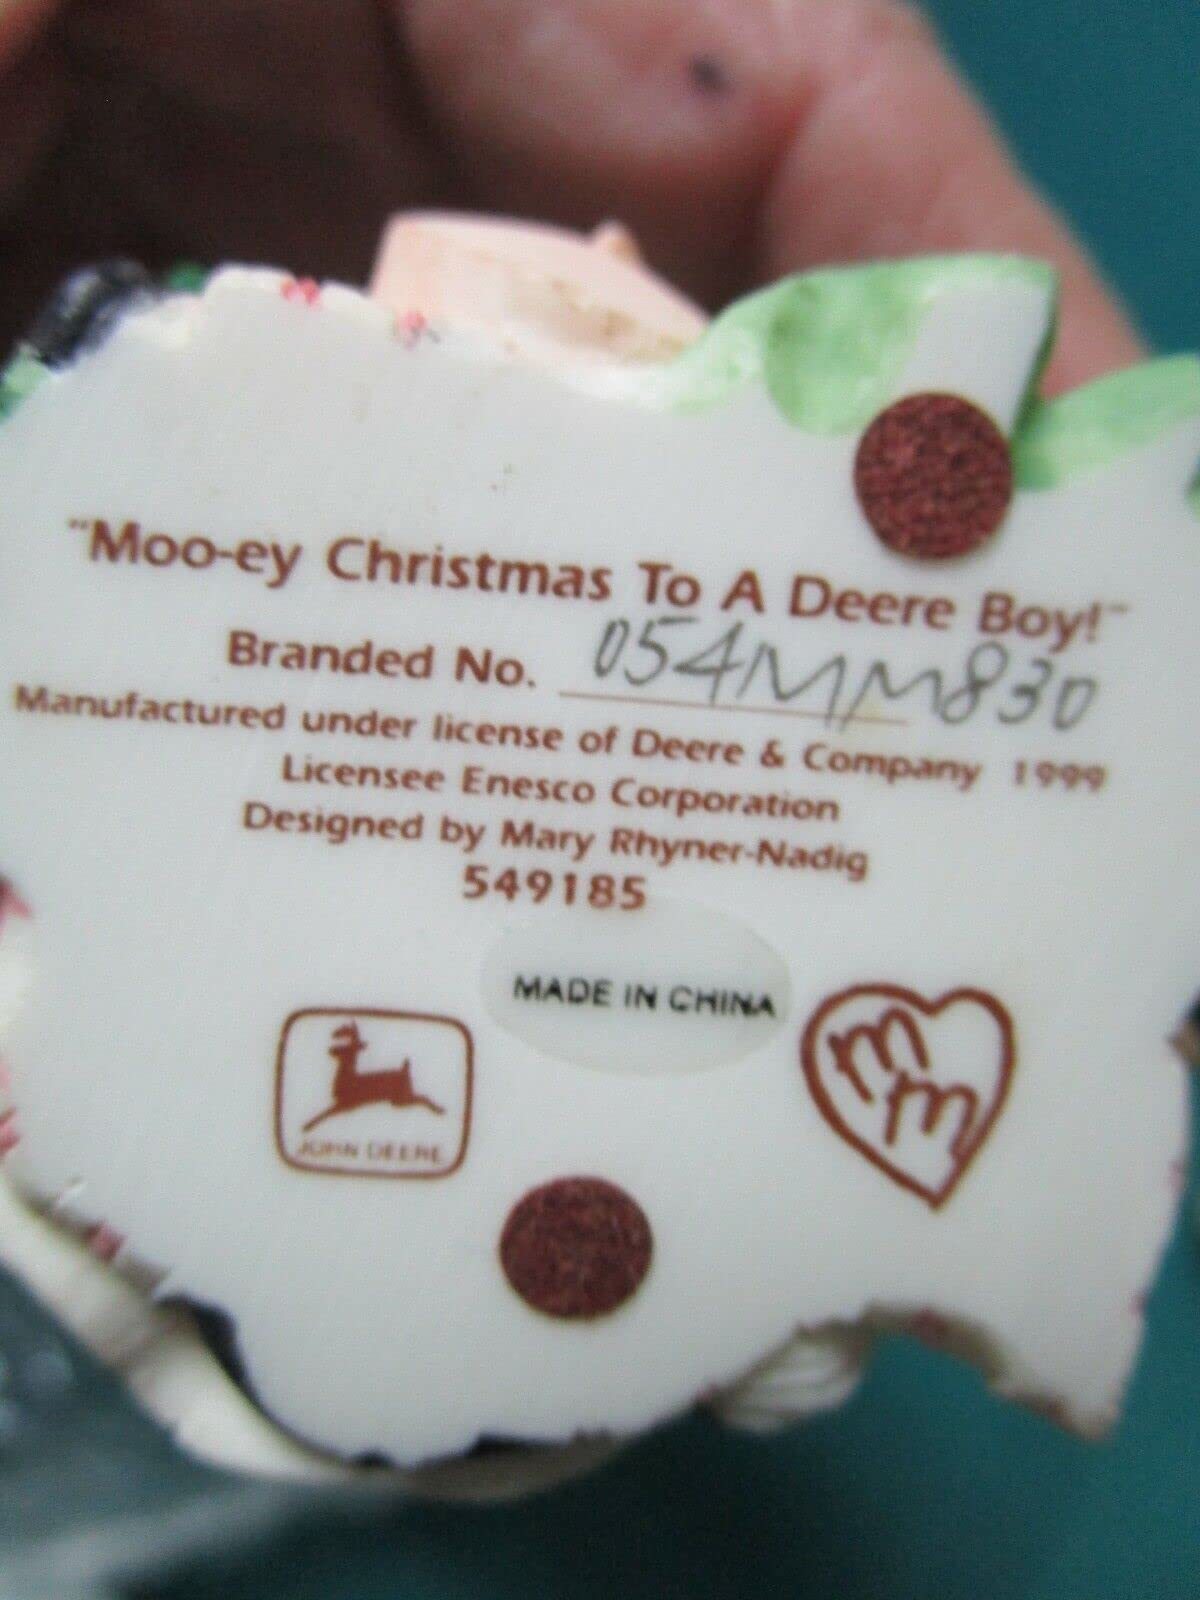 "Moo-ey Christmas To A Deere Boy!"
Branded No. 054MM830
Manufactured under license of Deere & Company 1999
Licensee Enesco Corporation
Designed by Mary Rhyner-Nadig
549185
MADE IN CHINA
JOHN DEERE
mm